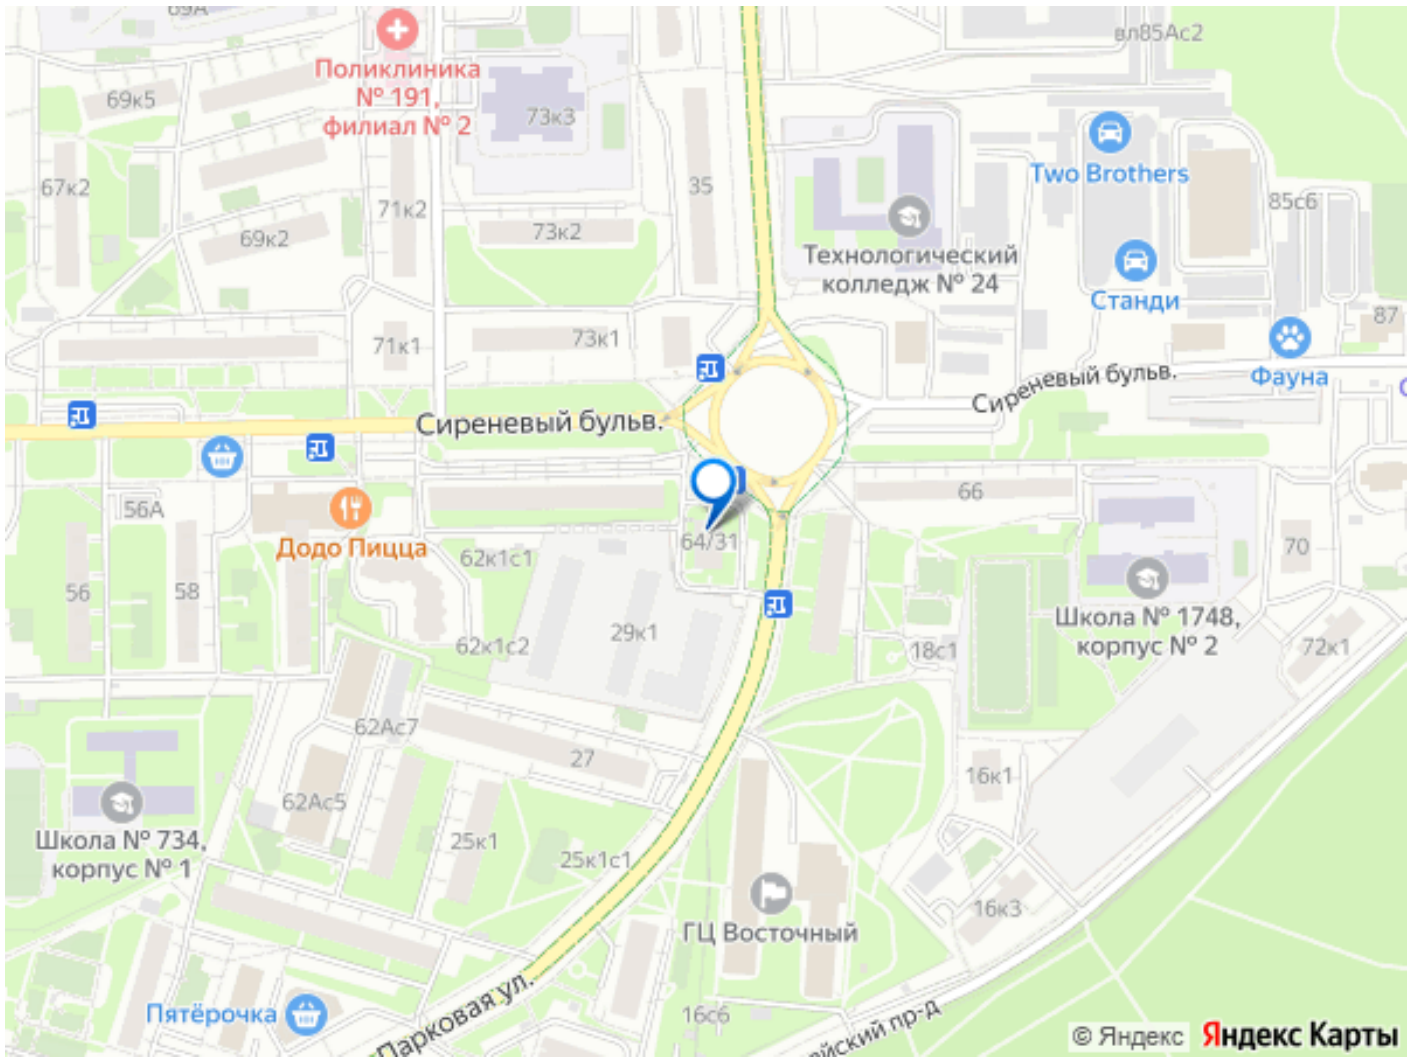 69А
вл85Ас2
Поликлиника
№ 191,
филиал № 2
69к5
73к3
Two Brothers
67к2
71к2
35
85с6
69к2
73к2
Технологический
колледж № 24
Станди
87
71к1
73к1
Фауна
Сиреневый бульв.
Сиреневый бульв.
66
56А
Додо Пицца
62к1с1
64/31
70
56
58
Школа № 1748,
корпус № 2
29к1
62к1с2
18с1
72к1
62Ас7
27
16к1
62Ас5
Школа № 734,
корпус № 1
25к1
25к1с1
16к3
ГЦ Восточный
Пятёрочка
Парковая ул.
16с6
йский пр-д
© Яндекс
Яндекс Карты